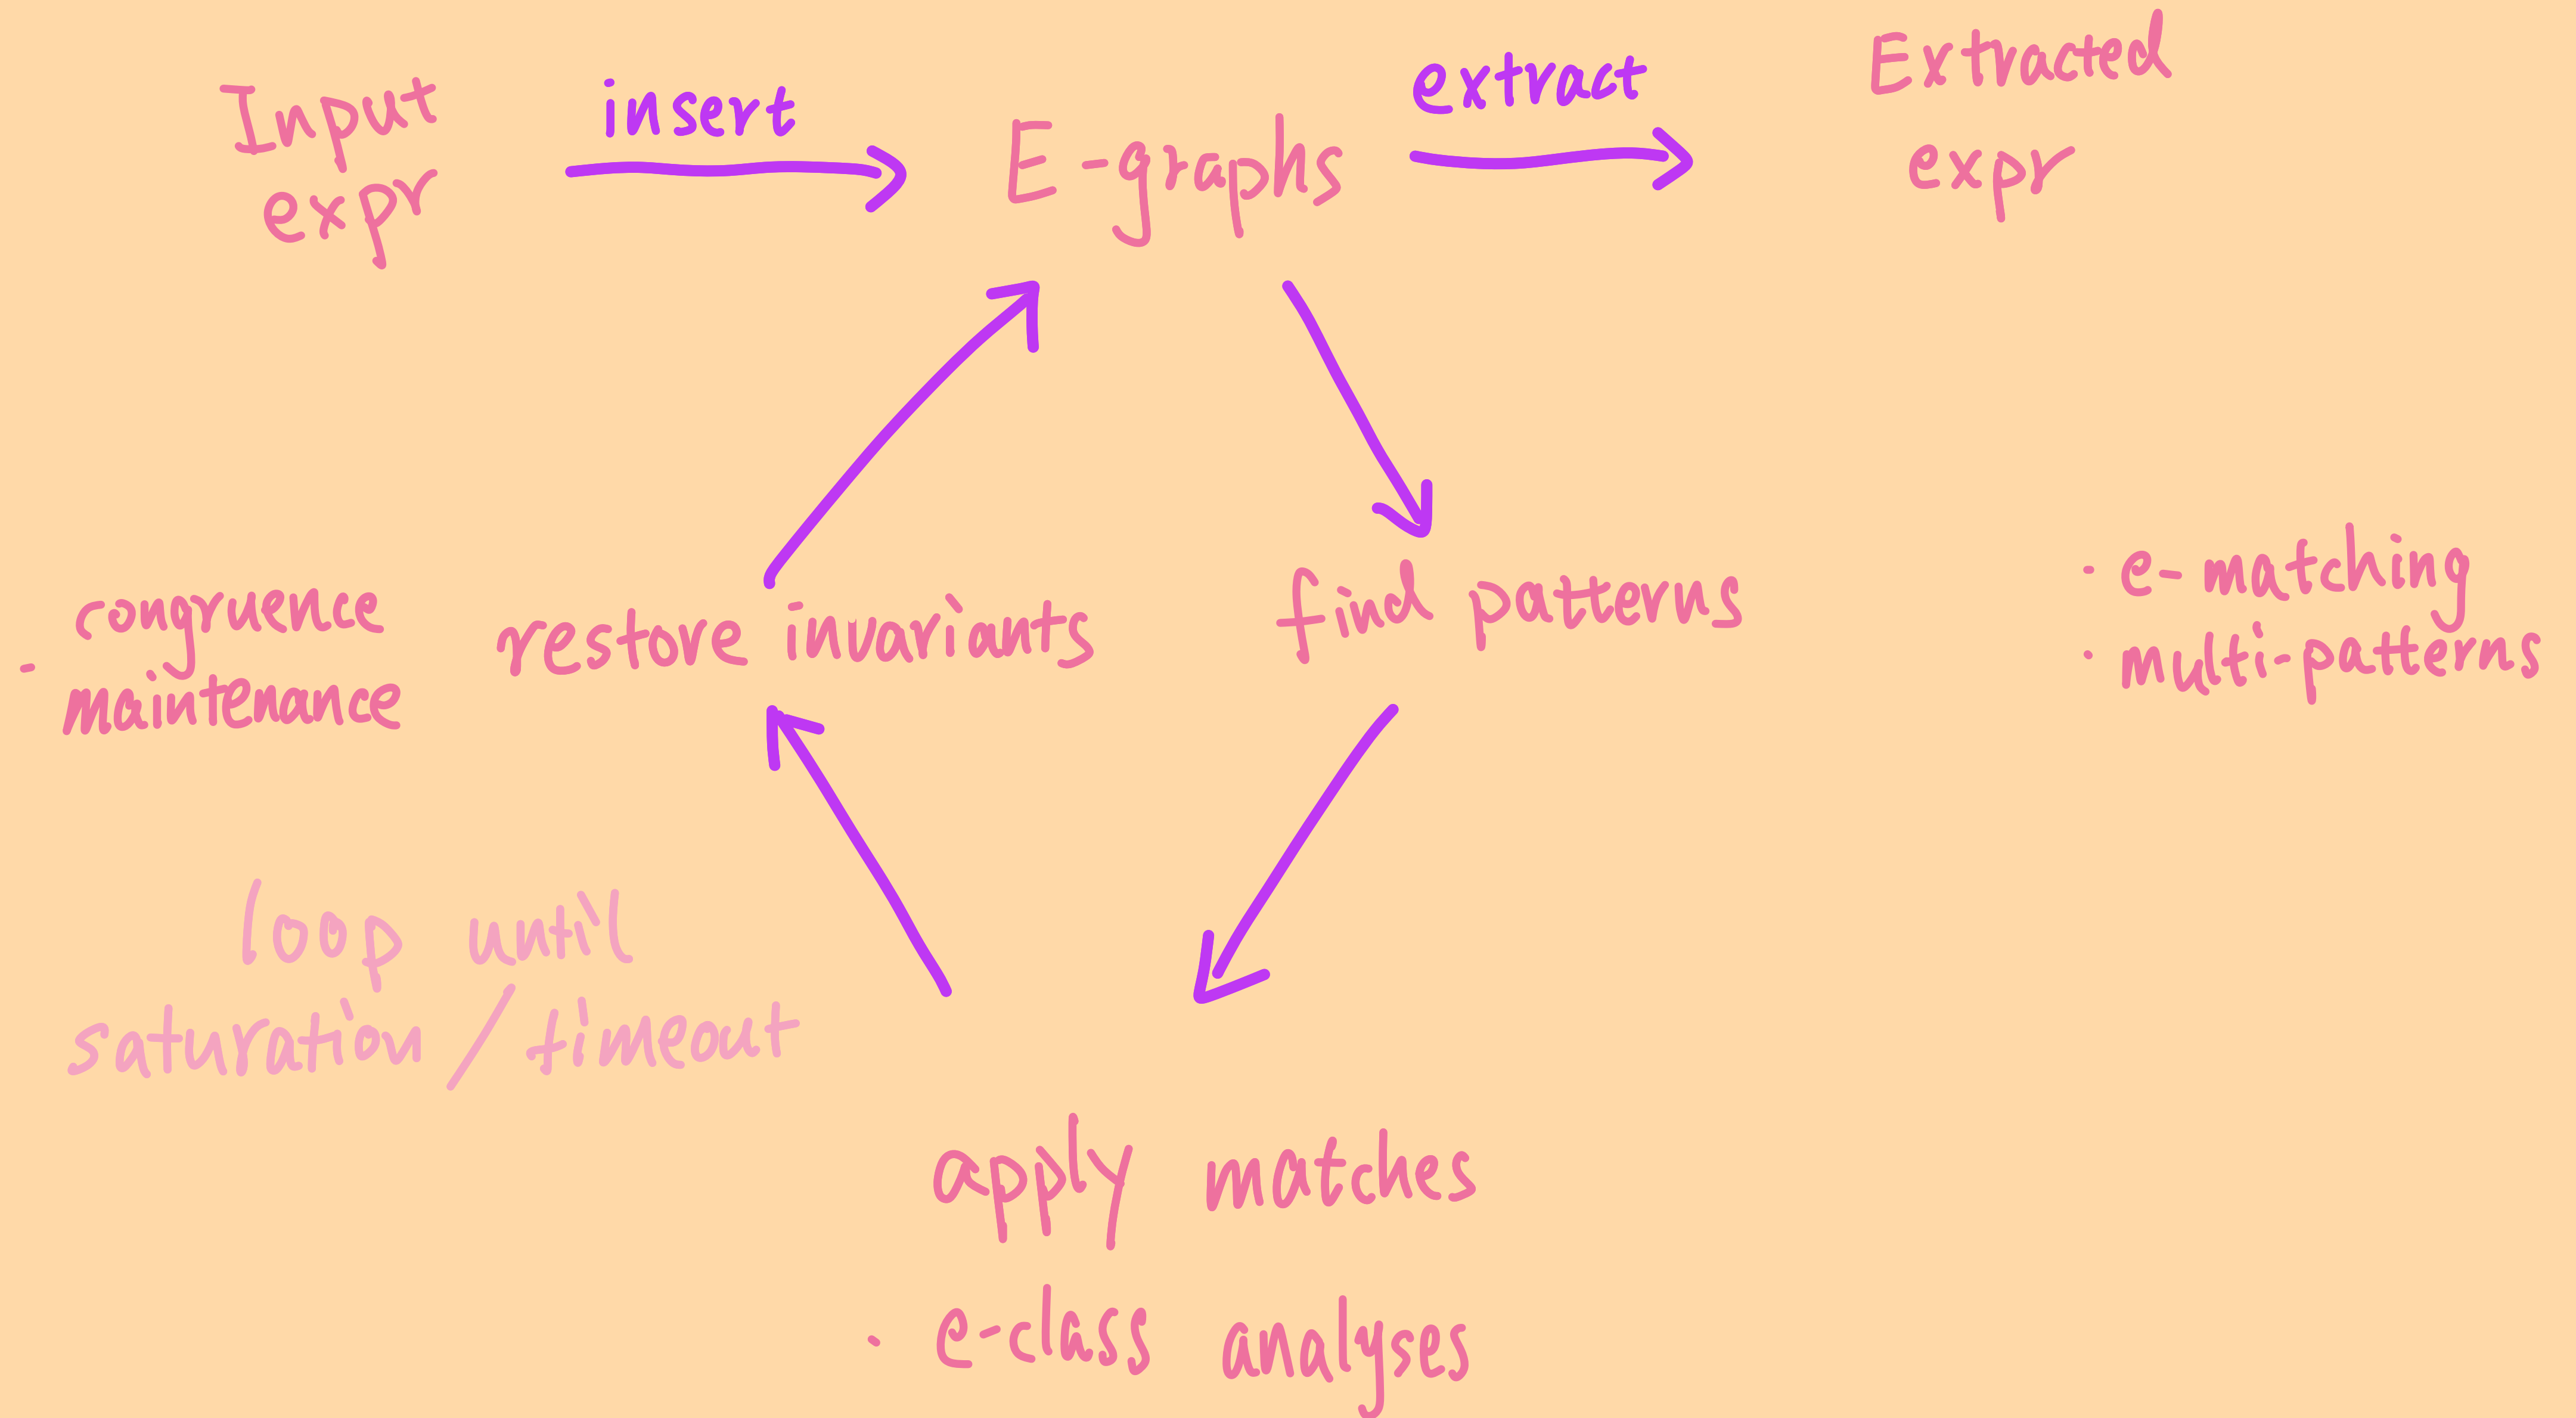 Input
expr
insert
E-graphs
extract
Extracted
expr
· congruence
maintenance
restore invariants
find patterns
· e-matching
· multi-patterns
loop until
saturation / timeout
apply matches
· e-class analyses